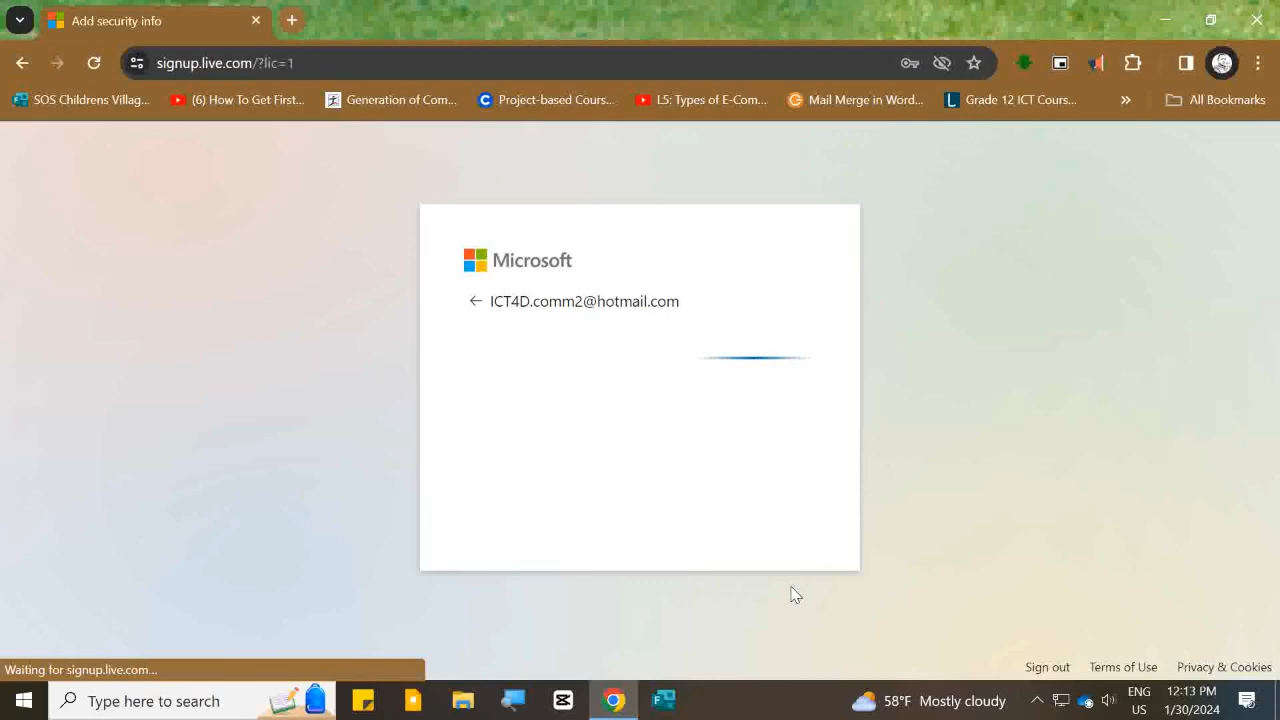 Add security info
signup.live.com/?lic=1
SOS Childrens Villag...
(6) How To Get First...
Generation of Com...
Project-based Cours...
L5: Types of E-Com...
Mail Merge in Word...
Grade 12 ICT Cours...
All Bookmarks
Microsoft
ICT4D.comm2@hotmail.com
Sign out
Terms of Use
Privacy & Cookies
Waiting for signup.live.com...
Type here to search
58°F Mostly cloudy
ENG
US
12:13 PM
1/30/2024